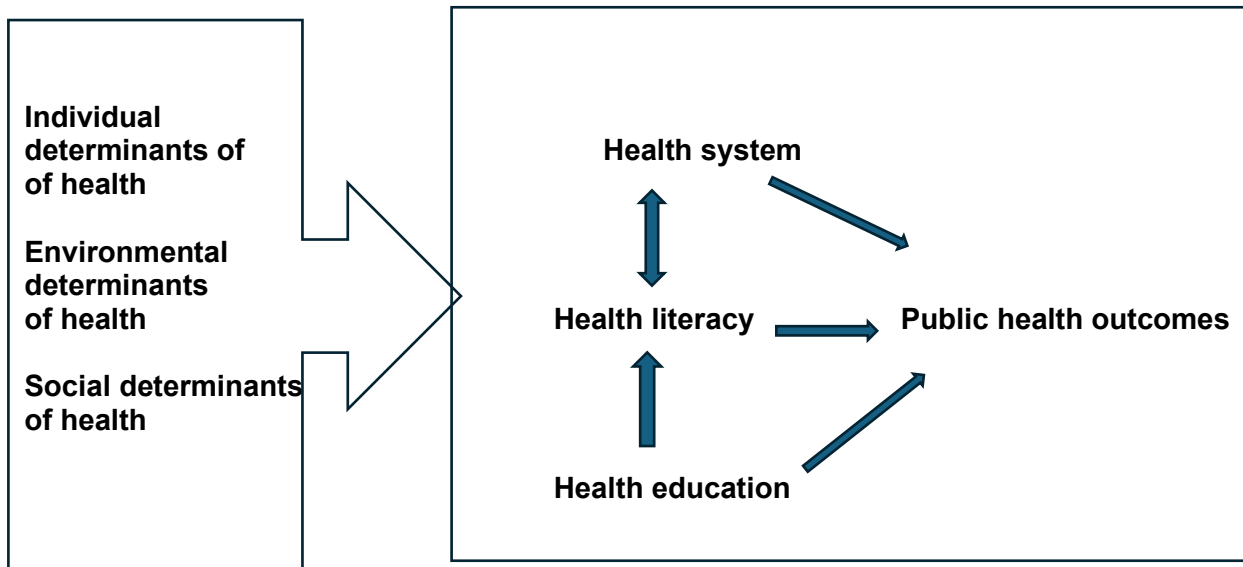 Individual
determinants of
of health
Environmental
determinants
of health
Social determinants
of health
Health system
Health literacy
Public health outcomes
Health education